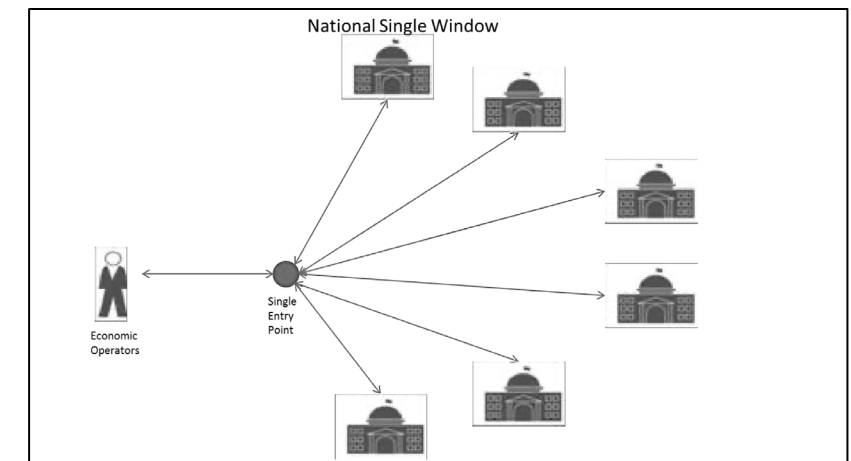 National Single Window
Single
Entry
Point
Economic
Operators